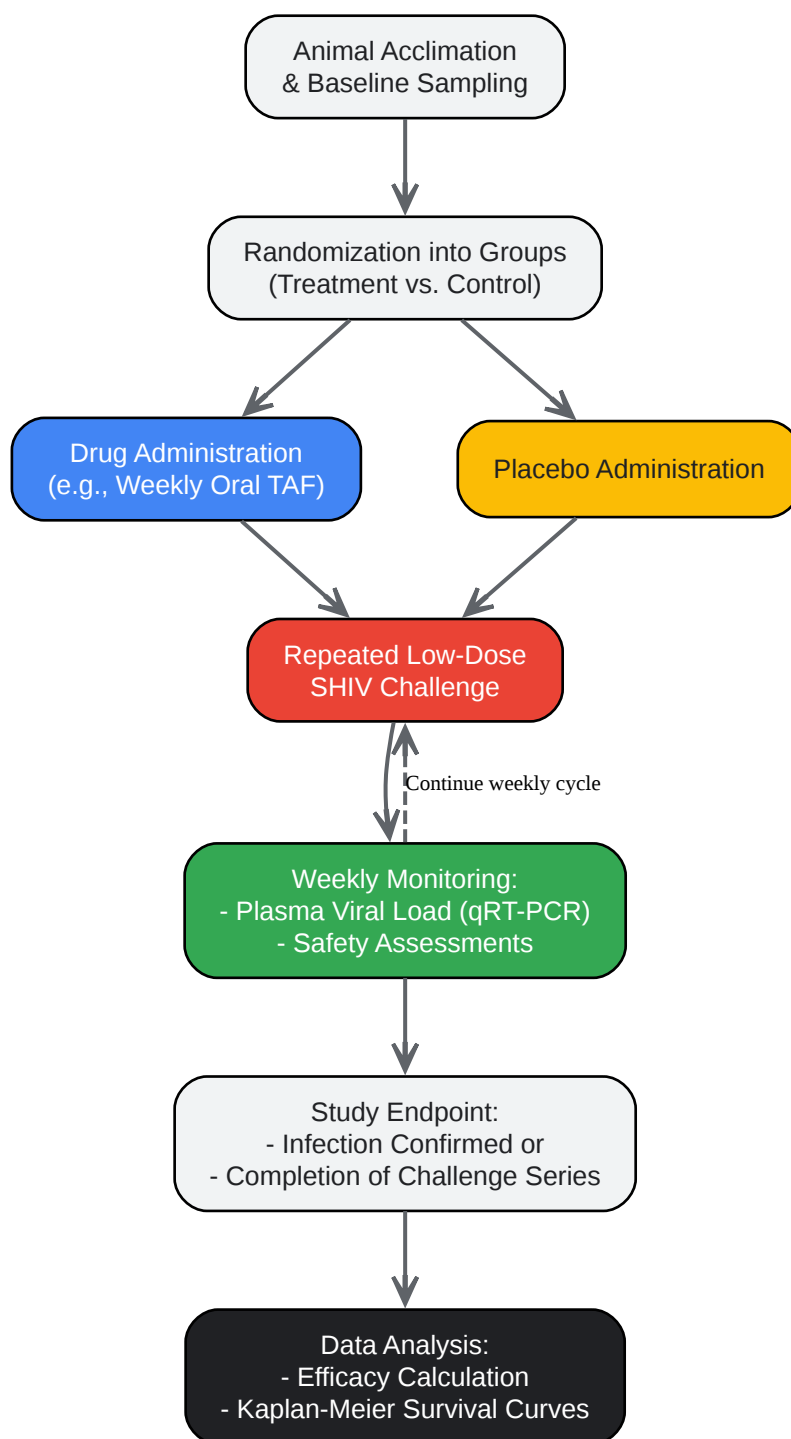 Animal Acclimation
& Baseline Sampling
Randomization into Groups
(Treatment vs. Control)
Drug Administration
(e.g., Weekly Oral TAF)
Placebo Administration
Repeated Low-Dose
SHIV Challenge
Continue weekly cycle
Weekly Monitoring:
- Plasma Viral Load (qRT-PCR)
- Safety Assessments
Study Endpoint:
- Infection Confirmed or
- Completion of Challenge Series
Data Analysis:
- Efficacy Calculation
- Kaplan-Meier Survival Curves